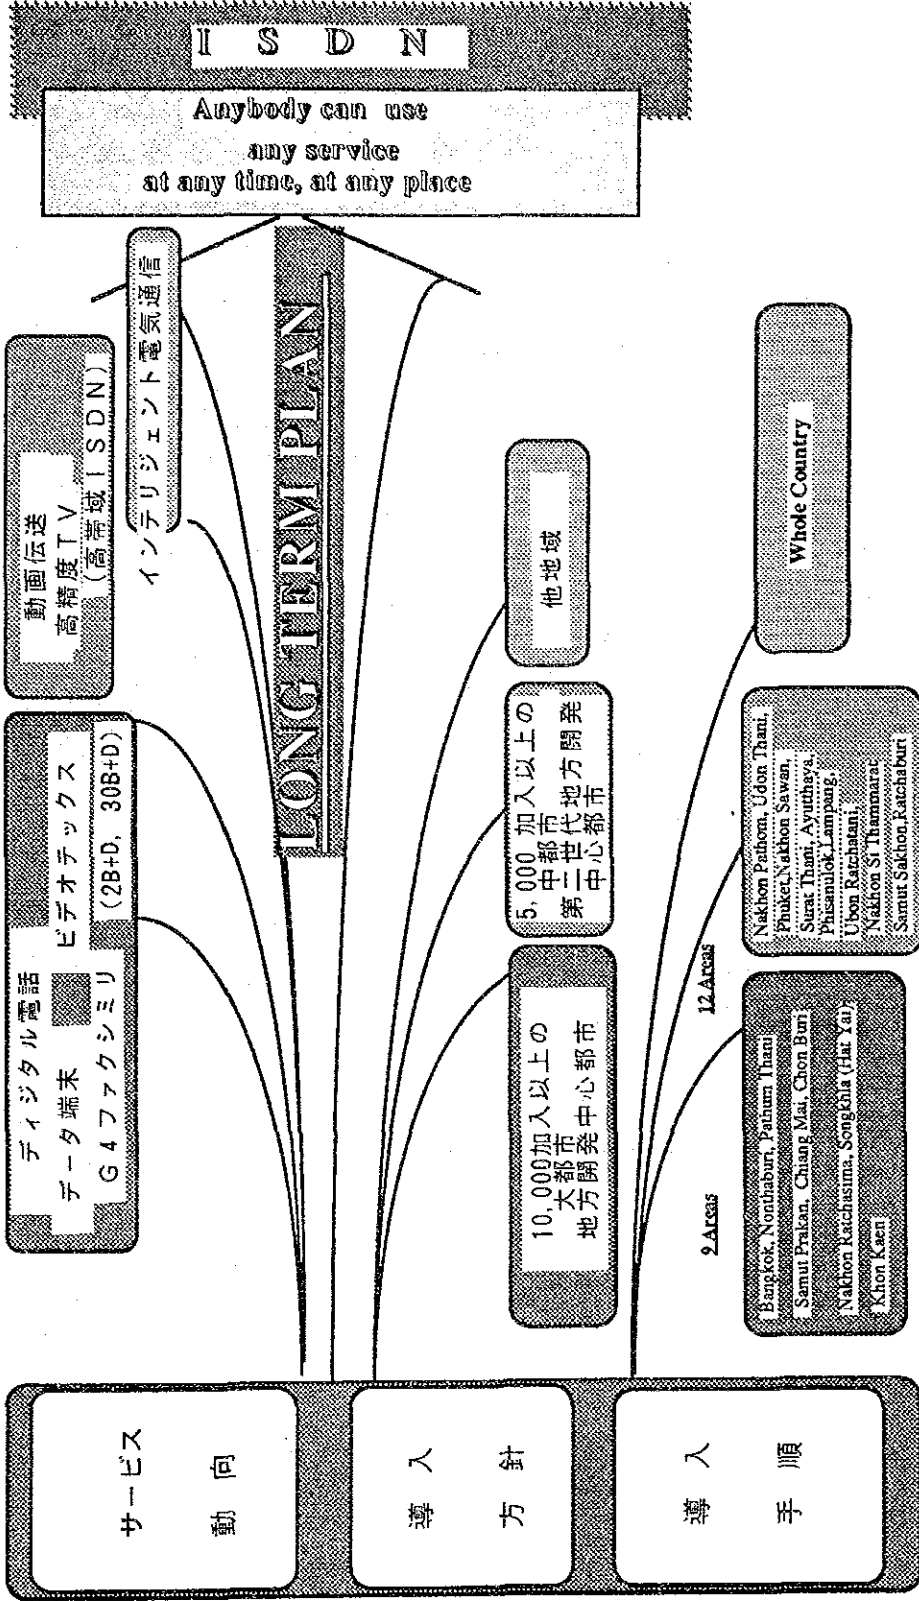 I S D N
Anybody can use
any service
at any time, at any place
LONG TERM PLAN
サービス
動 向
ディジタル電話
データ端末 ビデオテックス
G4ファクシミリ (2B+D, 30B+D)
動画伝送
高精度TV
(高帯域ISDN)
インテリジェント電気通信
導 入
方 針
10,000加入以上の
大都市
地方開発中心都市
5,000加入以上の
中都市
第二世代地方開発
中心都市
他地域
導 入
手 順
9 Areas
Bangkok, Nonthaburi, Pathum Thani
Samut Prakan, Chiang Mai, Chon Buri
Nakhon Ratchasima, Songkhla (Hat Yai),
Khon Kaen
12 Areas
Nakhon Pathom, Udon Thani,
Phuket,Nakhon Sawan,
Surat Thani, Ayutthaya,
Phisanulok,Lampang,
Ubon Ratchatani,
Nakhon Si Thammarat
Samut Sakhon,Ratchaburi
Whole Country